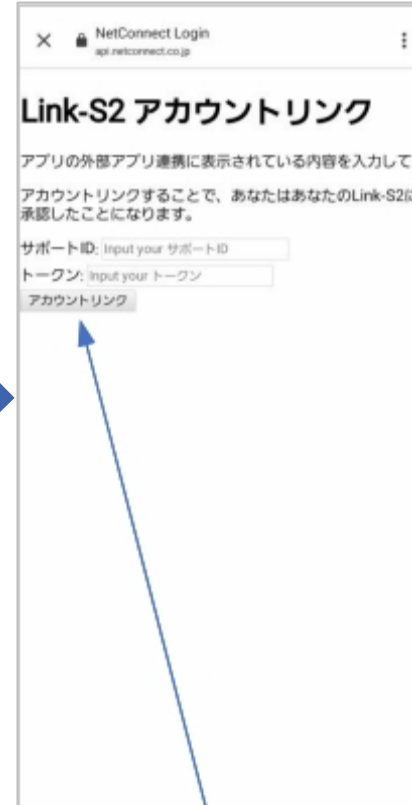 NetConnect Login
api.netconnect.co.jp
Link-S2 アカウントリンク
アプリの外部アプリ連携に表示されている内容を入力して
アカウントリンクすることで、あなたはあなたのLink-S2に
承認したことになります。
サポートID: Input your サポートID
トークン: Input your トークン
アカウントリンク